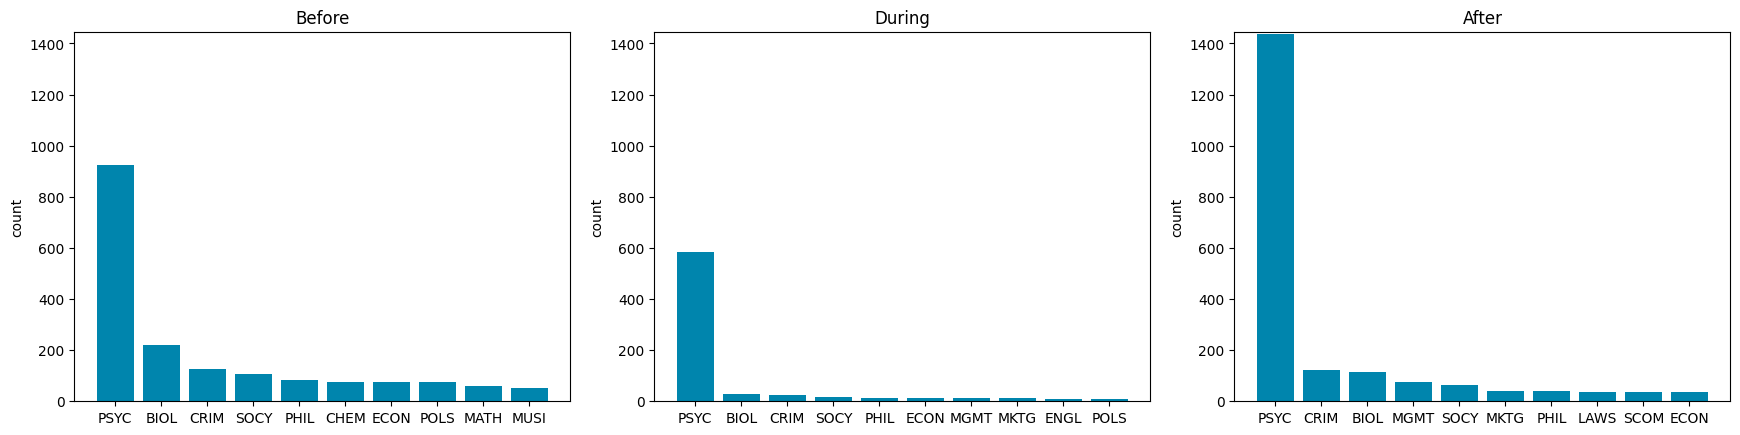 Before
1400
1200
1000
800
600
400
200
0
count
PSYC BIOL CRIM SOCY PHIL CHEM ECON POLS MATH MUSI
During
1400
1200
1000
800
600
400
200
0
count
PSYC BIOL CRIM SOCY PHIL ECON MGMT MKTG ENGL POLS
After
1400
1200
1000
800
600
400
200
0
count
PSYC CRIM BIOL MGMT SOCY MKTG PHIL LAWS SCOM ECON